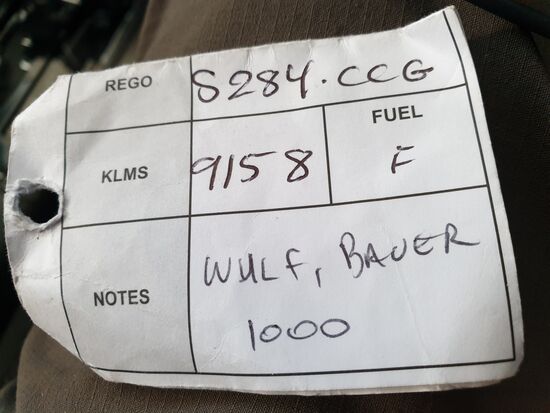 REGO S284.CCG
KLMS 9158 FUEL F
NOTES WULF, BAUER
1000